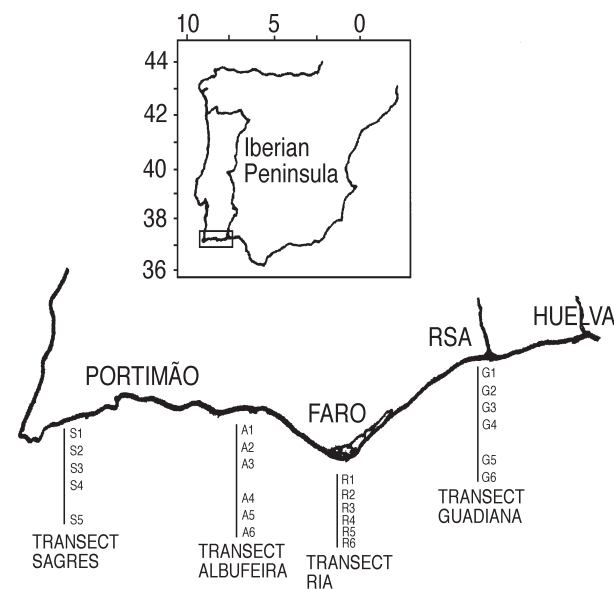 10 5 0
44
42
40
38
36
Iberian
Peninsula
HUELVA
RSA
PORTIMÃO
FARO
S1
S2
S3
S4
S5
TRANSECT
SAGRES
A1
A2
A3
A4
A5
A6
TRANSECT
ALBUFEIRA
R1
R2
R3
R4
R5
R6
TRANSECT
RIA
G1
G2
G3
G4
G5
G6
TRANSECT
GUADIANA